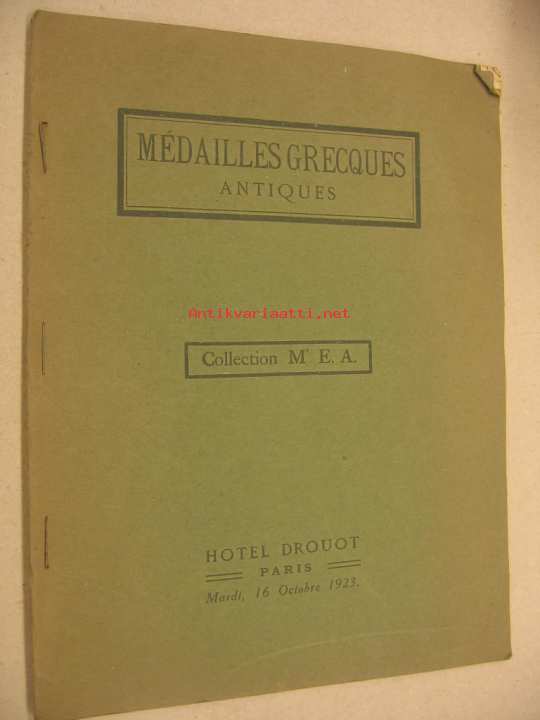 MÉDAILLES GRECQUES
ANTIQUES
Antikvariaatti.net
Collection Mr E. A.
HOTEL DROUOT
PARIS
Mardi, 16 Octobre 1923.